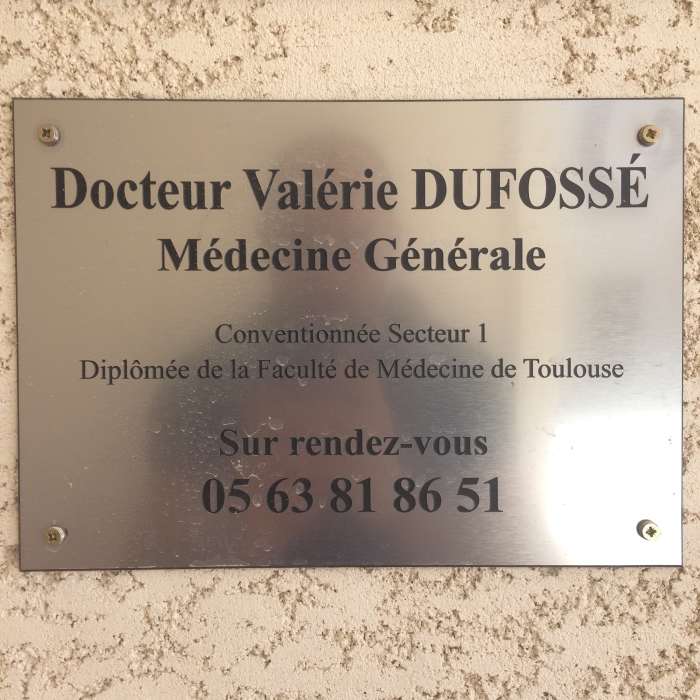 Docteur Valérie DUFOSSÉ
Médecine Générale
Conventionnée Secteur 1
Diplômée de la Faculté de Médecine de Toulouse
Sur rendez-vous
05 63 81 86 51